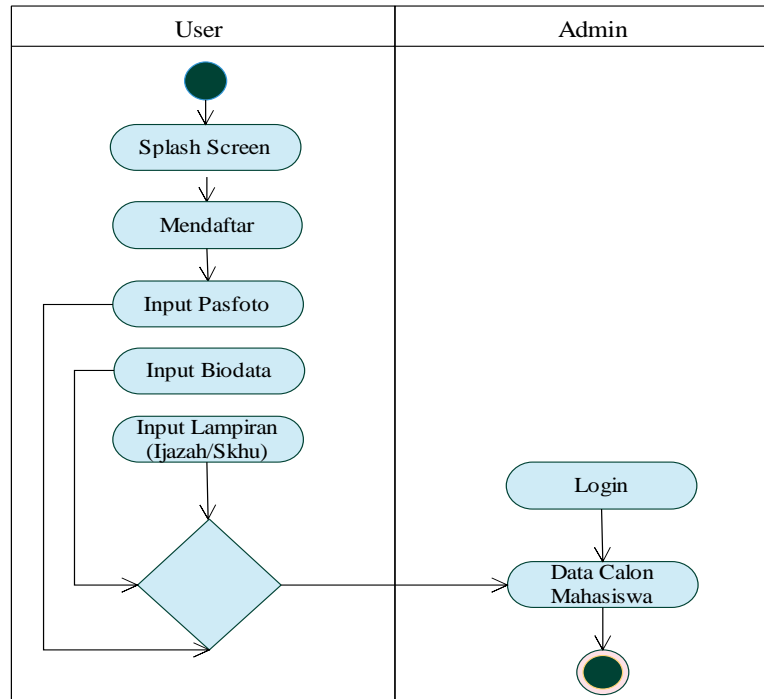 User
Admin
Splash Screen
Mendaftar
Input Pasfoto
Input Biodata
Input Lampiran
(Ijazah/Skhu)
Login
Data Calon
Mahasiswa